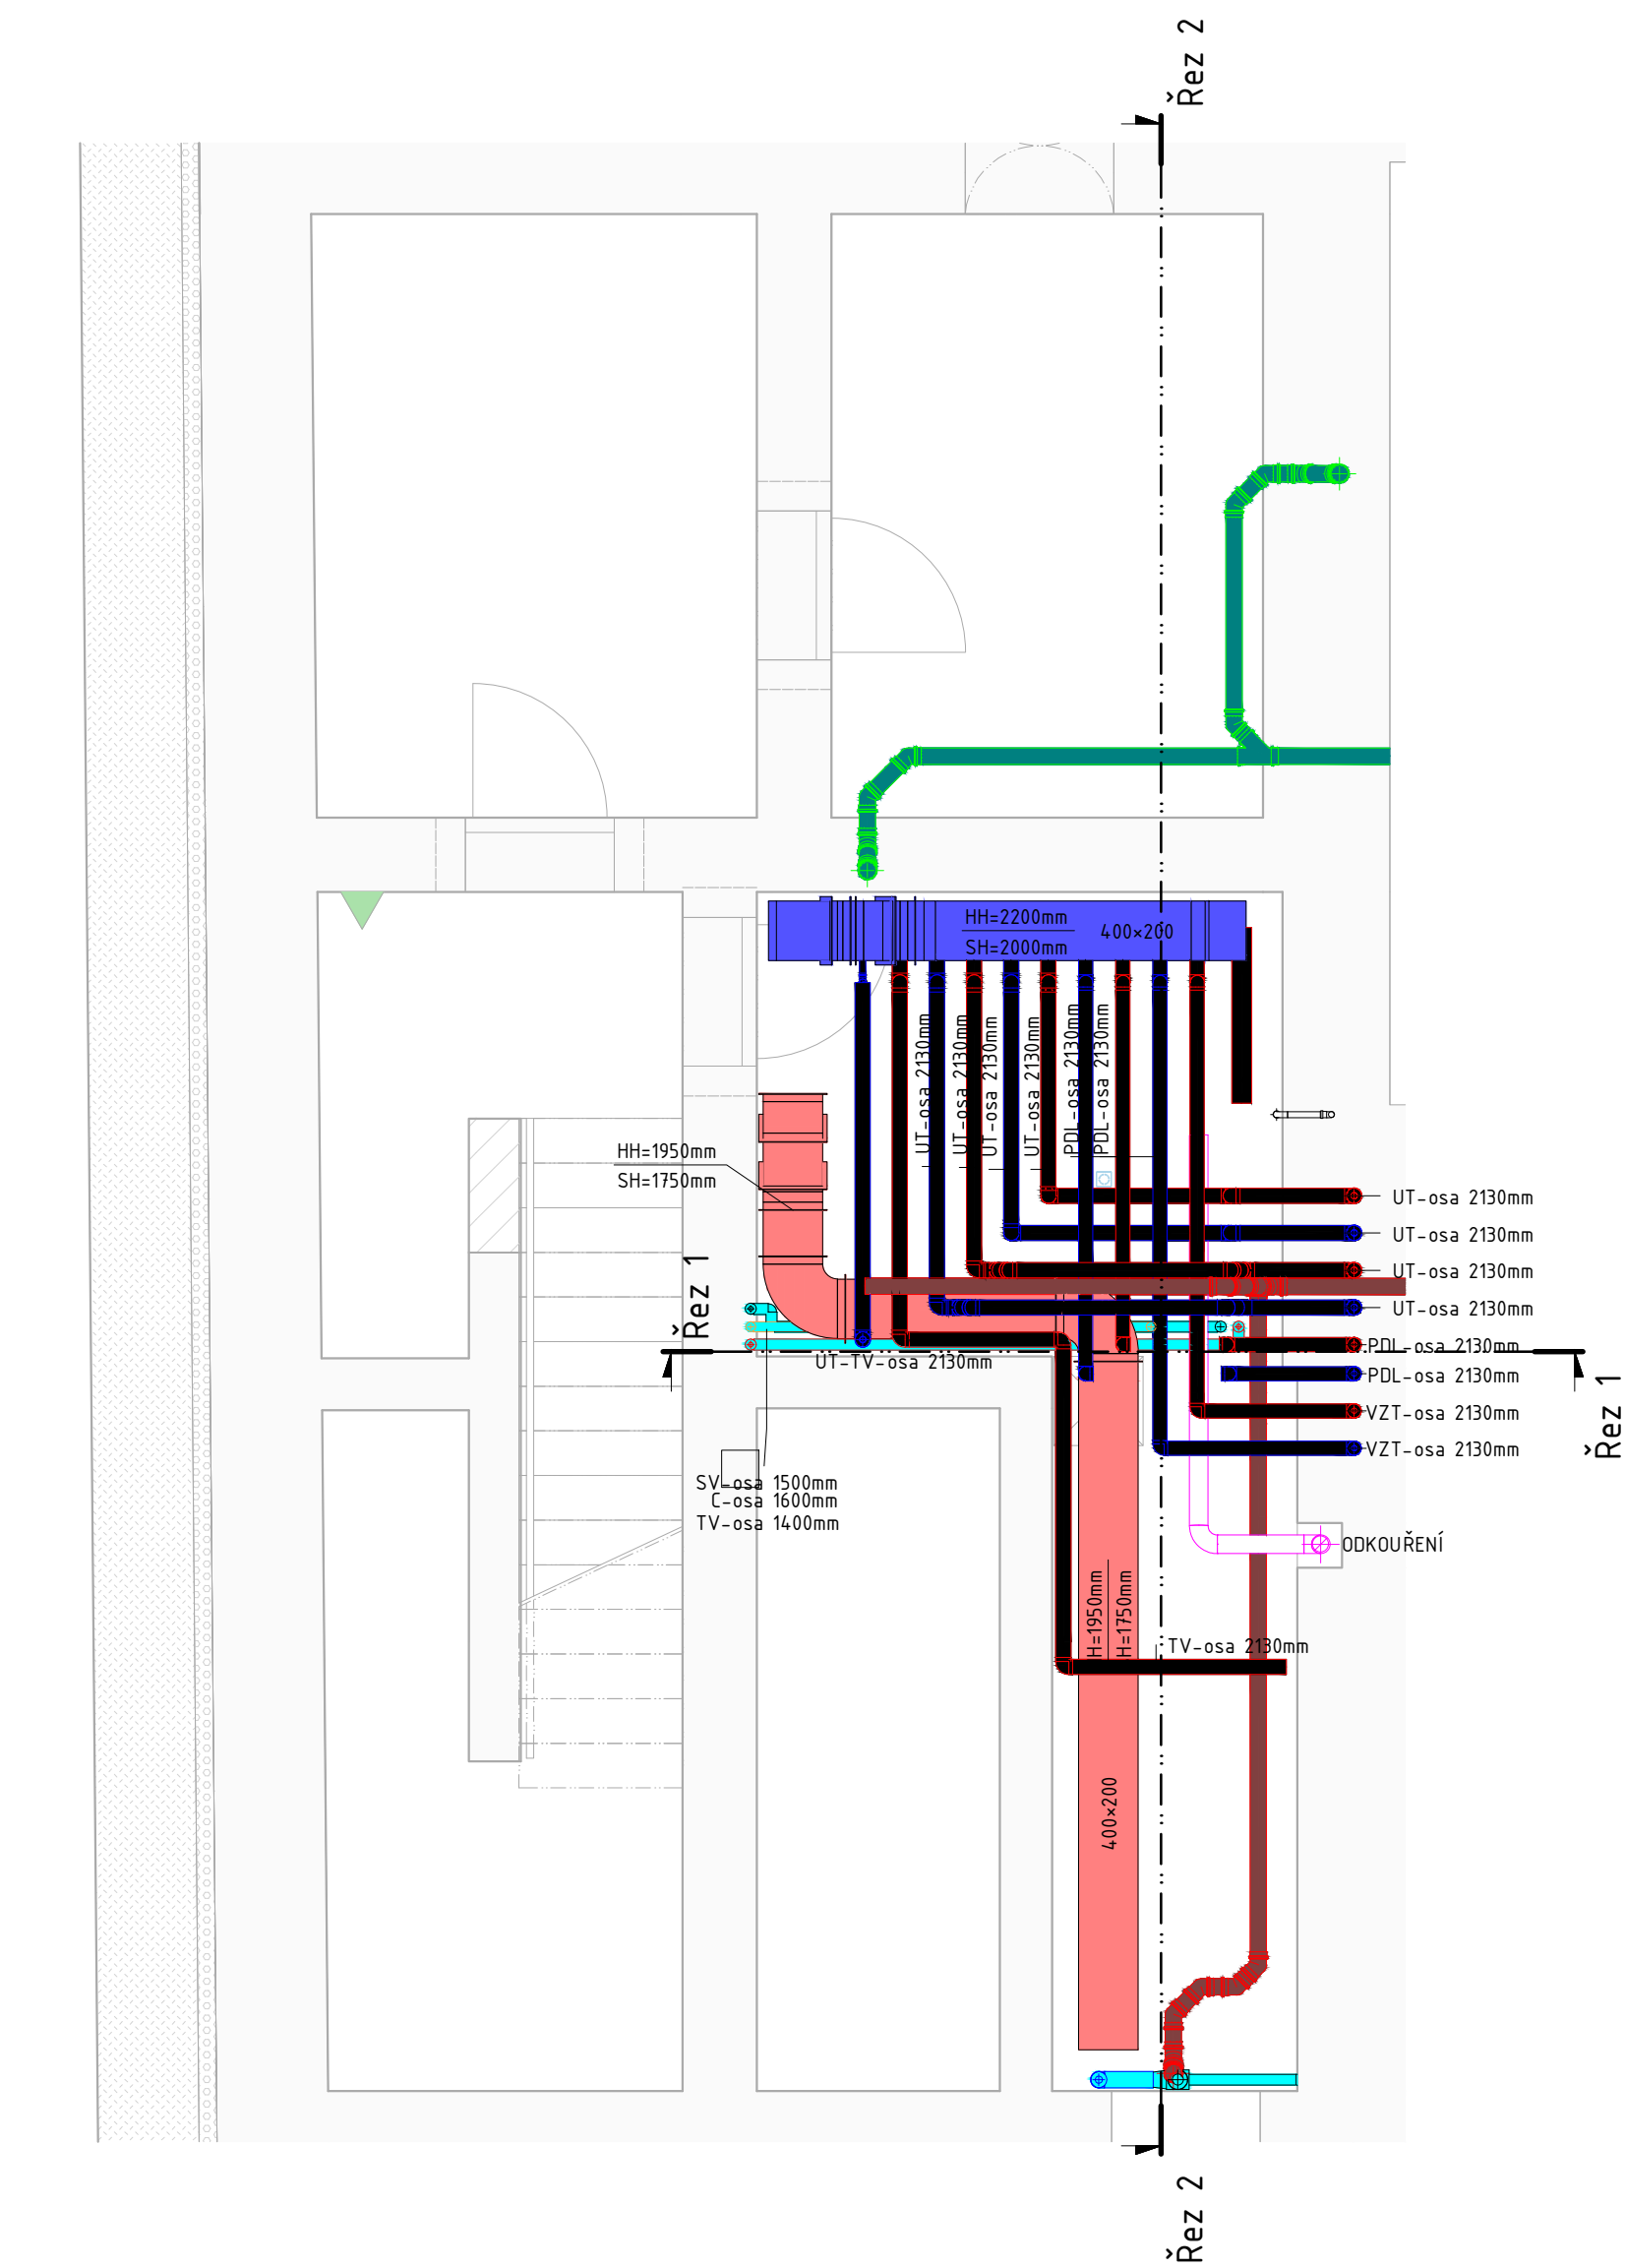 Řez 2
HH=2200mm
SH=2000mm
400×200
UT-osa 2130mm
UT-osa 2130mm
UT-osa 2130mm
UT-osa 2130mm
PDL-osa 2130mm
PDL-osa 2130mm
HH=1950mm
SH=1750mm
UT-osa 2130mm
UT-osa 2130mm
UT-osa 2130mm
UT-osa 2130mm
PDL-osa 2130mm
PDL-osa 2130mm
VZT-osa 2130mm
VZT-osa 2130mm
Řez 1
Řez 1
UT-TV-osa 2130mm
SV-osa 1500mm
C-osa 1600mm
TV-osa 1400mm
ODKOUŘENÍ
H=1950mm
H=1750mm
TV-osa 2130mm
400×200
Řez 2